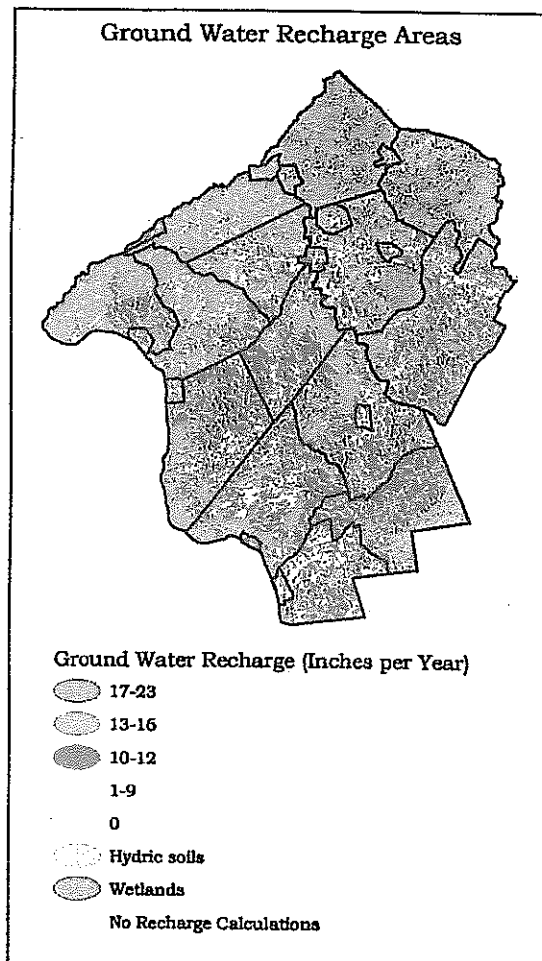 Ground Water Recharge Areas
Ground Water Recharge (Inches per Year)
17-23
13-16
10-12
1-9
0
Hydric soils
Wetlands
No Recharge Calculations